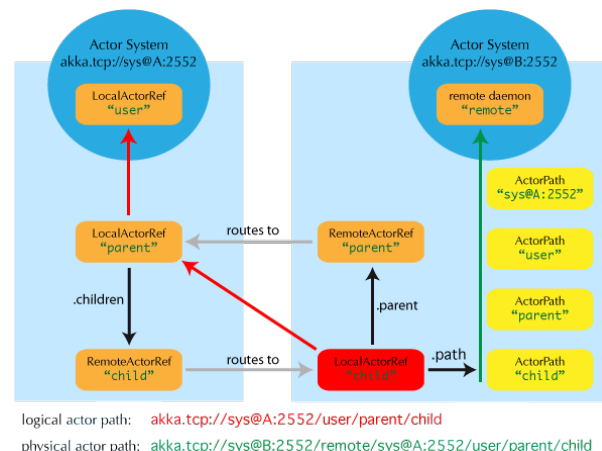 Actor System
akka.tcp://sys@A:2552
LocalActorRef
“user”
Actor System
akka.tcp://sys@B:2552
remote daemon
“remote”
ActorPath
“sys@A:2552”
LocalActorRef
“parent”
routes to
RemoteActorRef
“parent”
ActorPath
“user”
.children
.parent
ActorPath
“parent”
RemoteActorRef
“child”
routes to
LocalActorRef
“child”
.path
ActorPath
“child”
logical actor path: akka.tcp://sys@A:2552/user/parent/child
physical actor path: akka.tcp://sys@B:2552/remote/sys@A:2552/user/parent/child